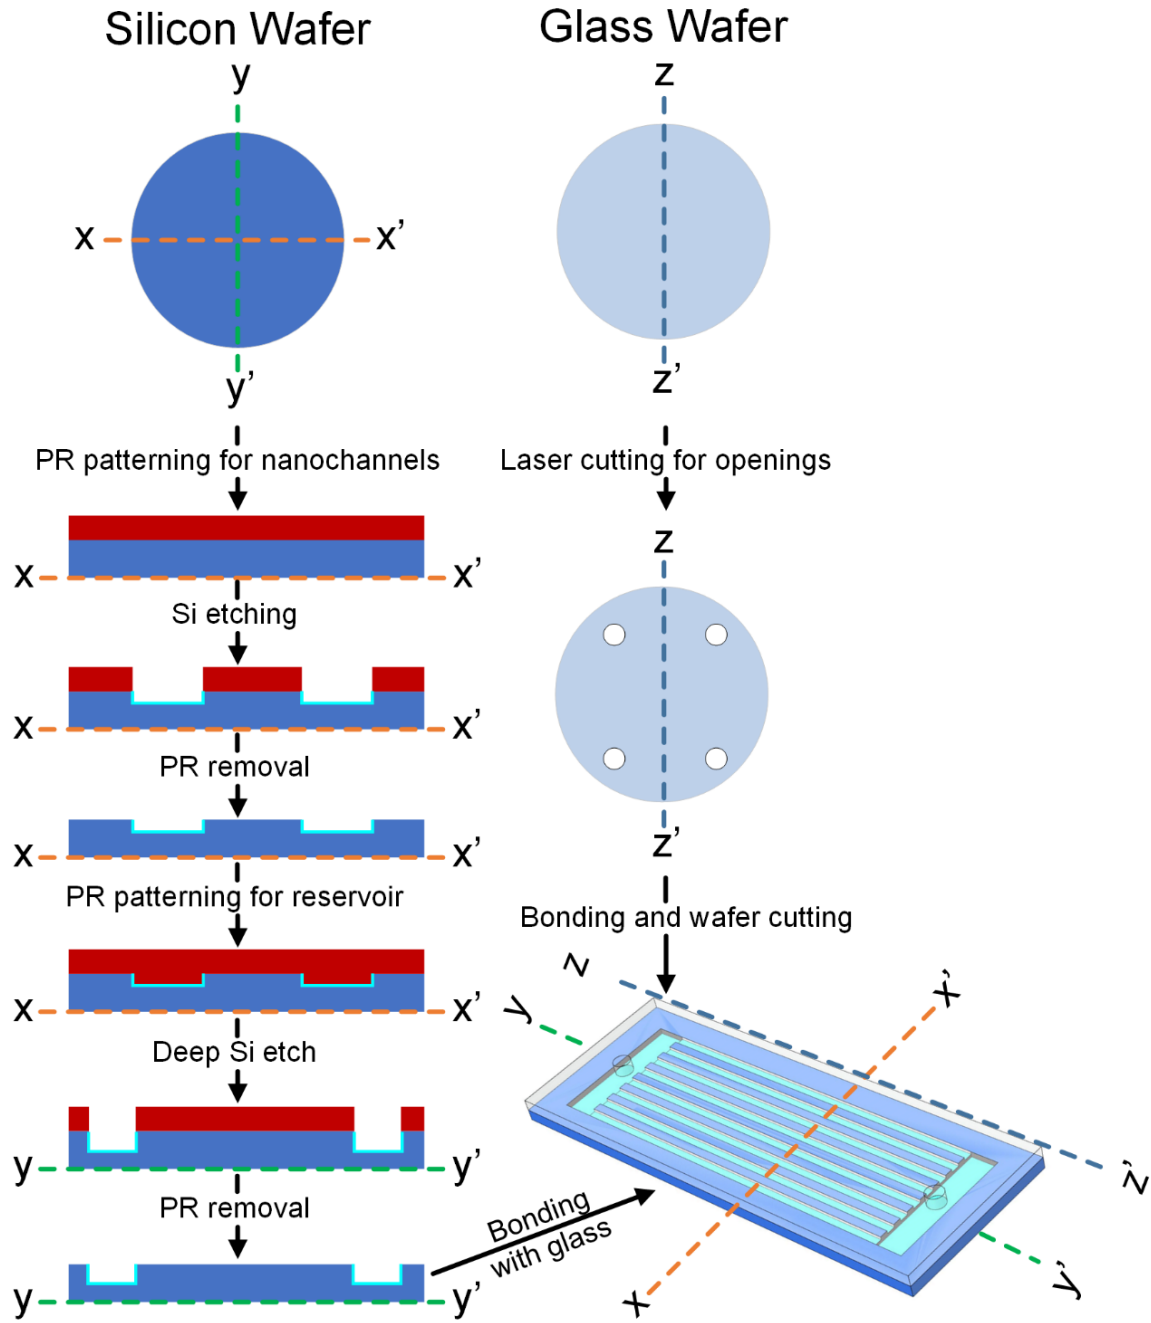 Silicon Wafer
Glass Wafer
y
x x'
y'
PR patterning for nanochannels
x x'
Si etching
x x'
PR removal
x x'
PR patterning for reservoir
x x'
Deep Si etch
y y'
PR removal
y y'
Bonding
with glass
z
z'
Laser cutting for openings
z
z'
Bonding and wafer cutting
z
y
x'
z'
y'
x